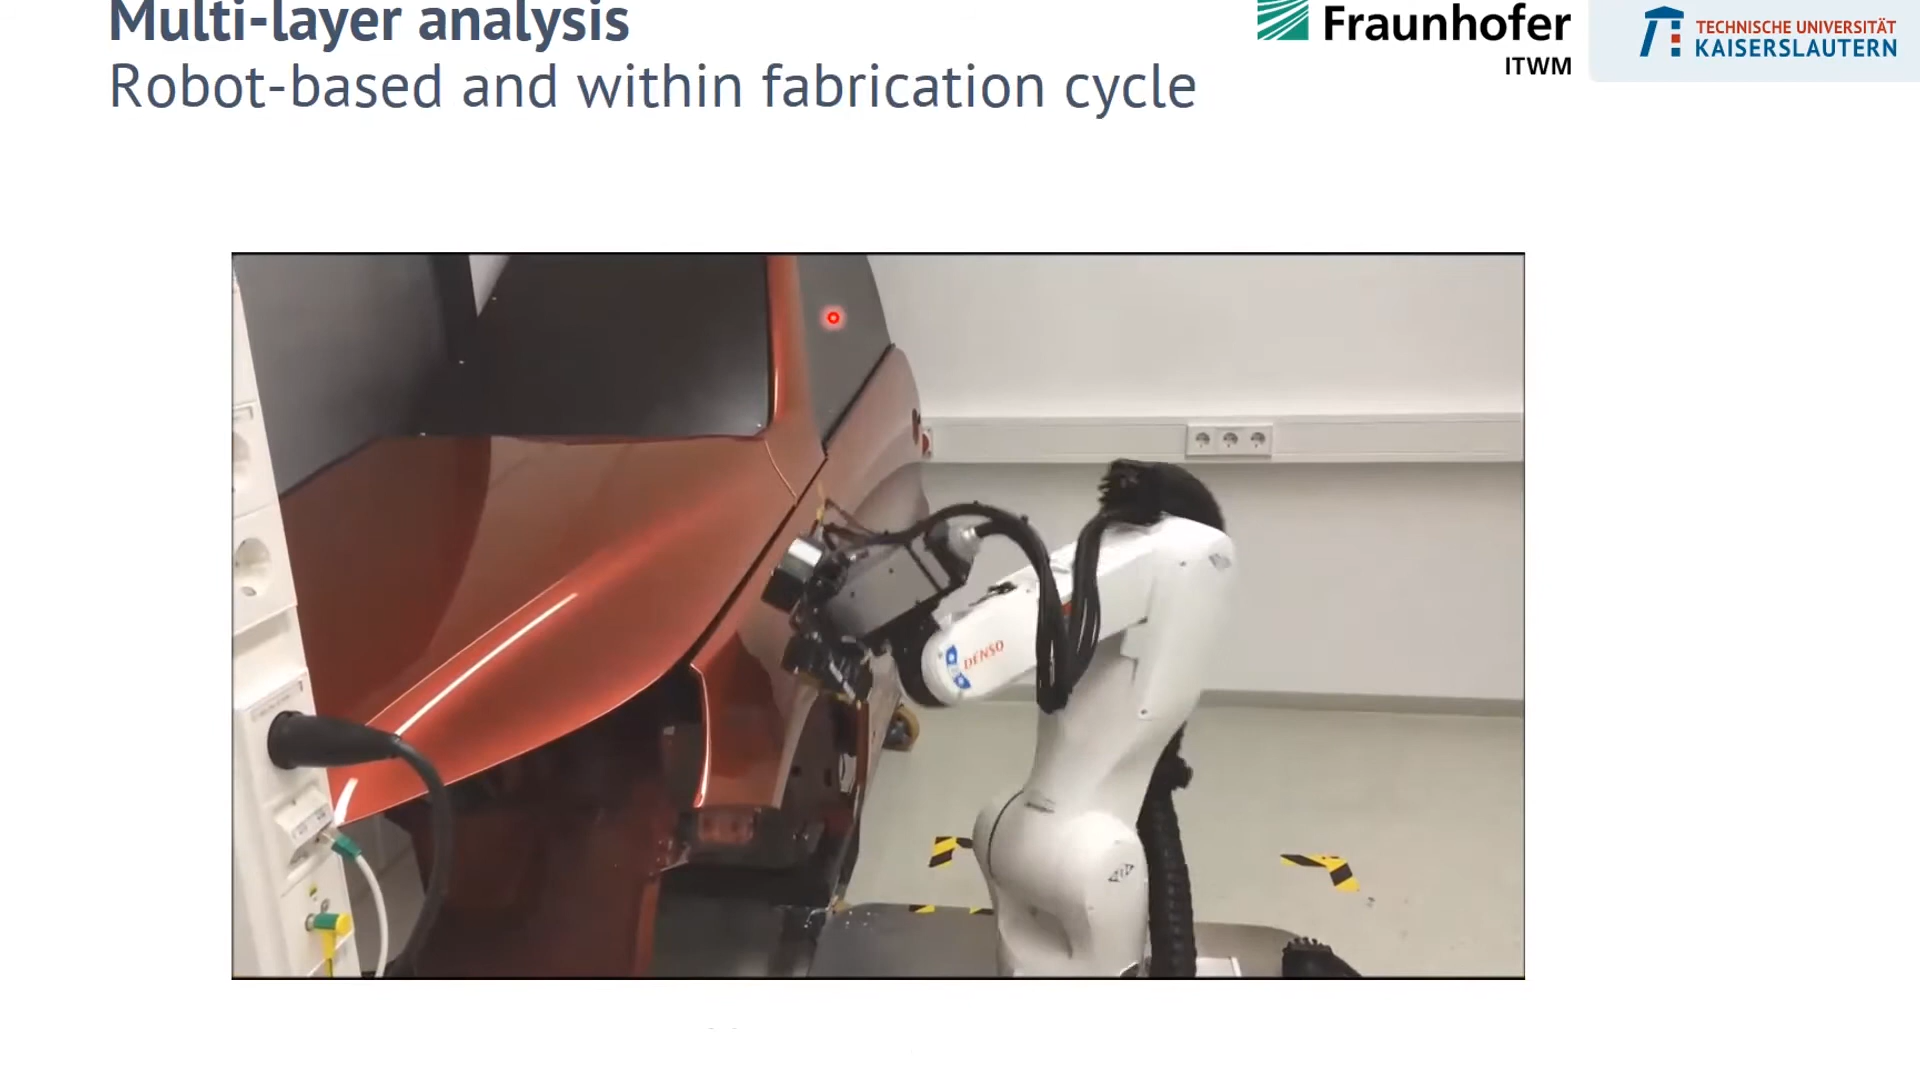 Multi-layer analysis
Robot-based and within fabrication cycle
Fraunhofer
ITWM
TECHNISCHE UNIVERSITÄT
KAISERSLAUTERN
DENSO